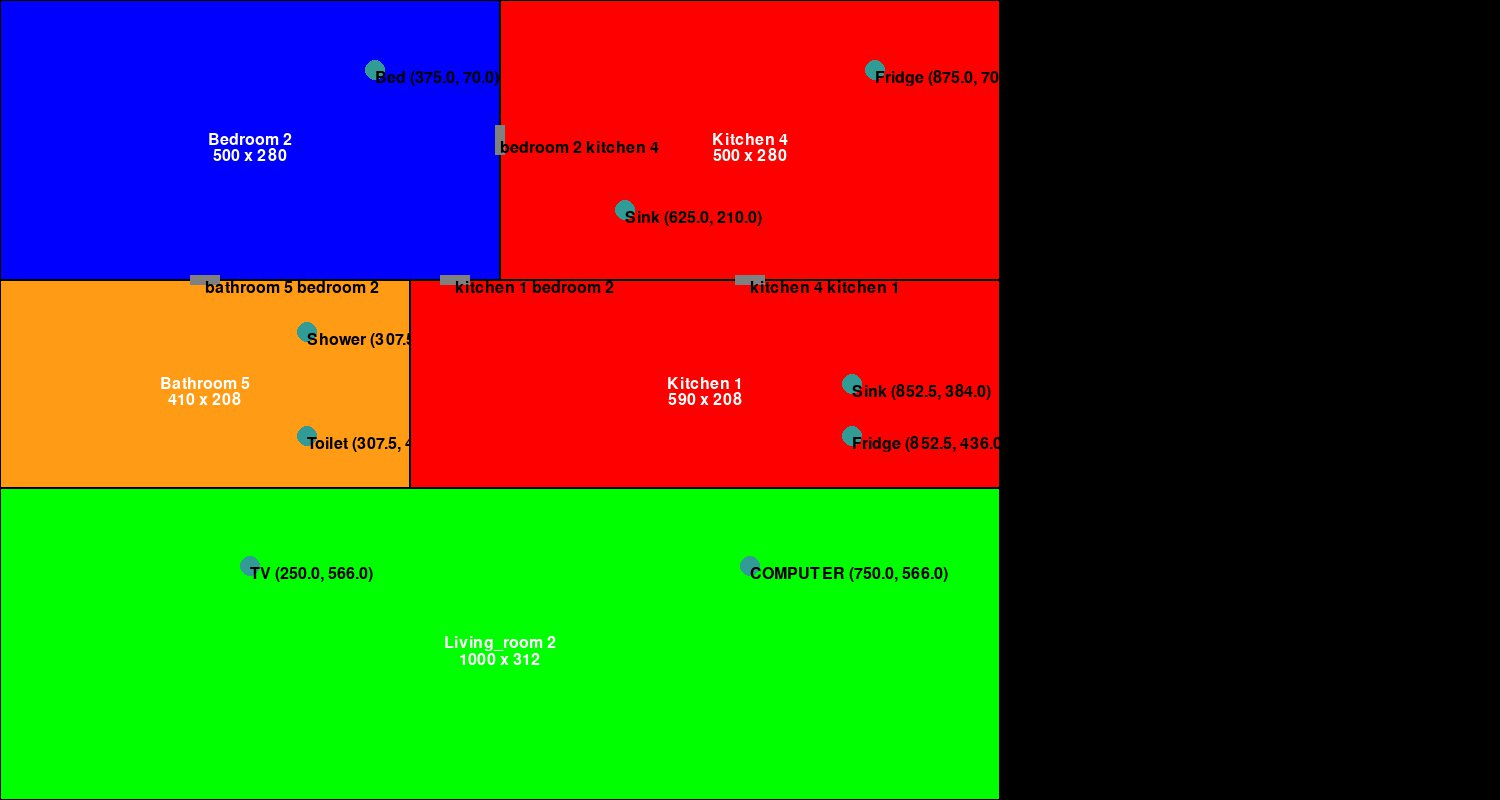 Bed (375.0, 70.0)
Fridge (875.0, 70
Bedroom 2
500 x 280
Kitchen 4
500 x 280
bedroom 2 kitchen 4
Sink (625.0, 210.0)
bathroom 5 bedroom 2
kitchen 1 bedroom 2
kitchen 4 kitchen 1
Shower (307.5
Bathroom 5
410 x 208
Kitchen 1
590 x 208
Sink (852.5, 384.0)
Toilet (307.5, 4
Fridge (852.5, 436.0
TV (250.0, 566.0)
COMPUTER (750.0, 566.0)
Living_room 2
1000 x 312